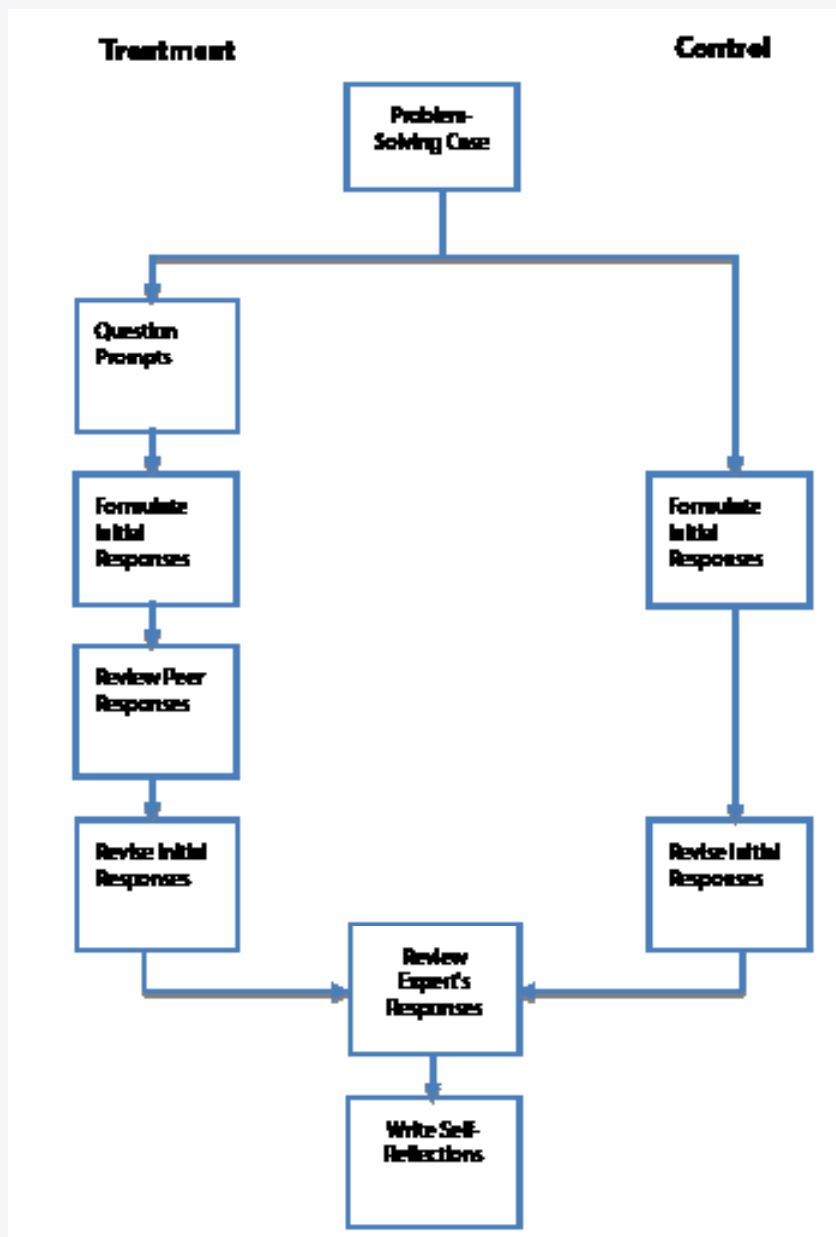 Treatment
Control
Problem-
Solving Case
Question
Prompts
Formulate
Initial
Responses
Formulate
Initial
Responses
Review Peer
Responses
Revise Initial
Responses
Revise Initial
Responses
Review
Expert's
Responses
Write Self-
Reflections